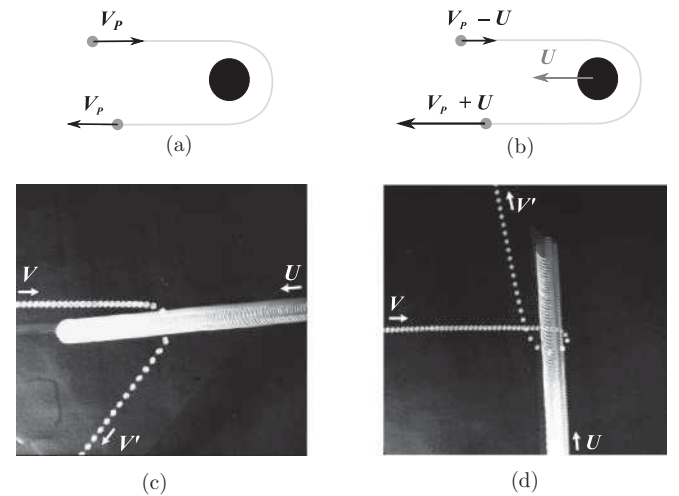 V_P
V_P
(a)
V_P − U
U
V_P + U
(b)
V
U
V'
(c)
V'
V
U
(d)